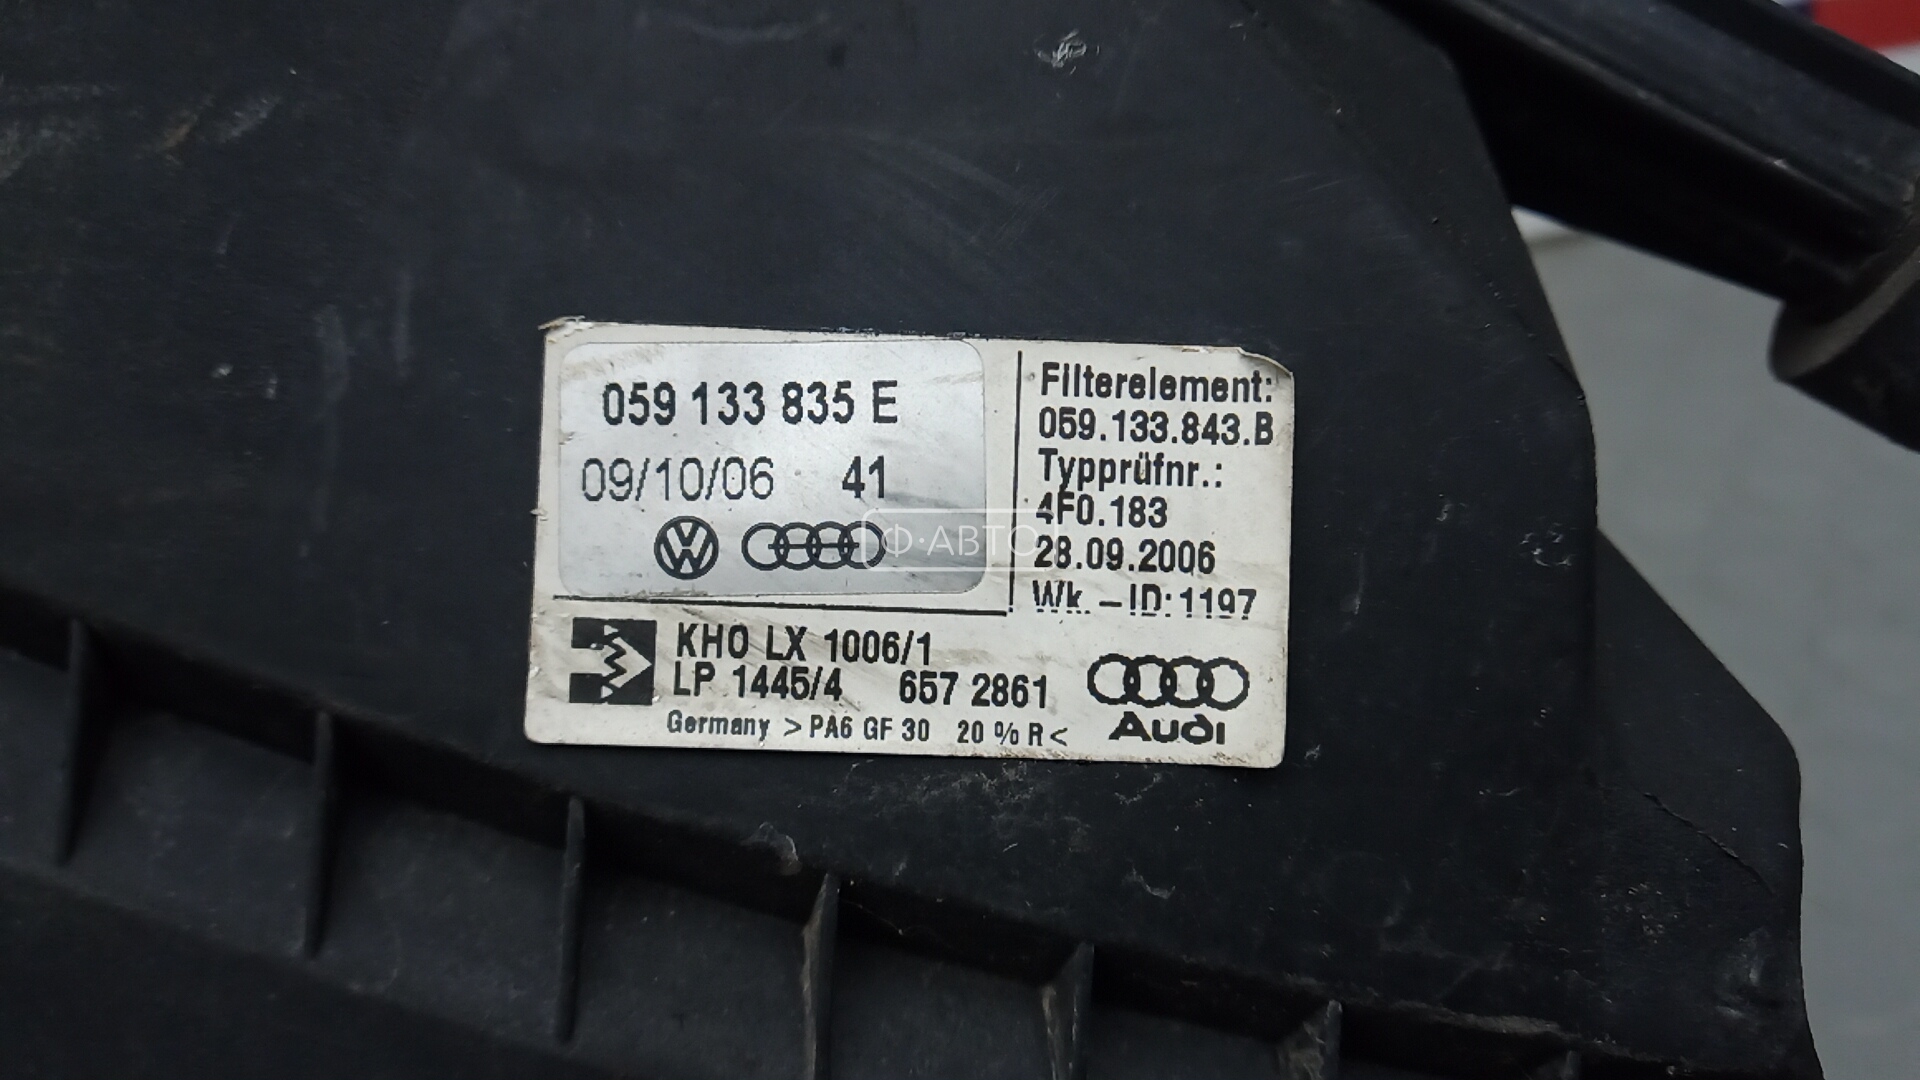 059 133 835 E
09/10/06 41
Filterelement:
059.133.843.B
Typprüfnr.:
4F0.183
28.09.2006
Wk.-ID:1197
Ф·АВТО
KHO LX 1006/1
LP 1445/4 657 2861
Germany >PA6 GF 30 20 % R<
Audi